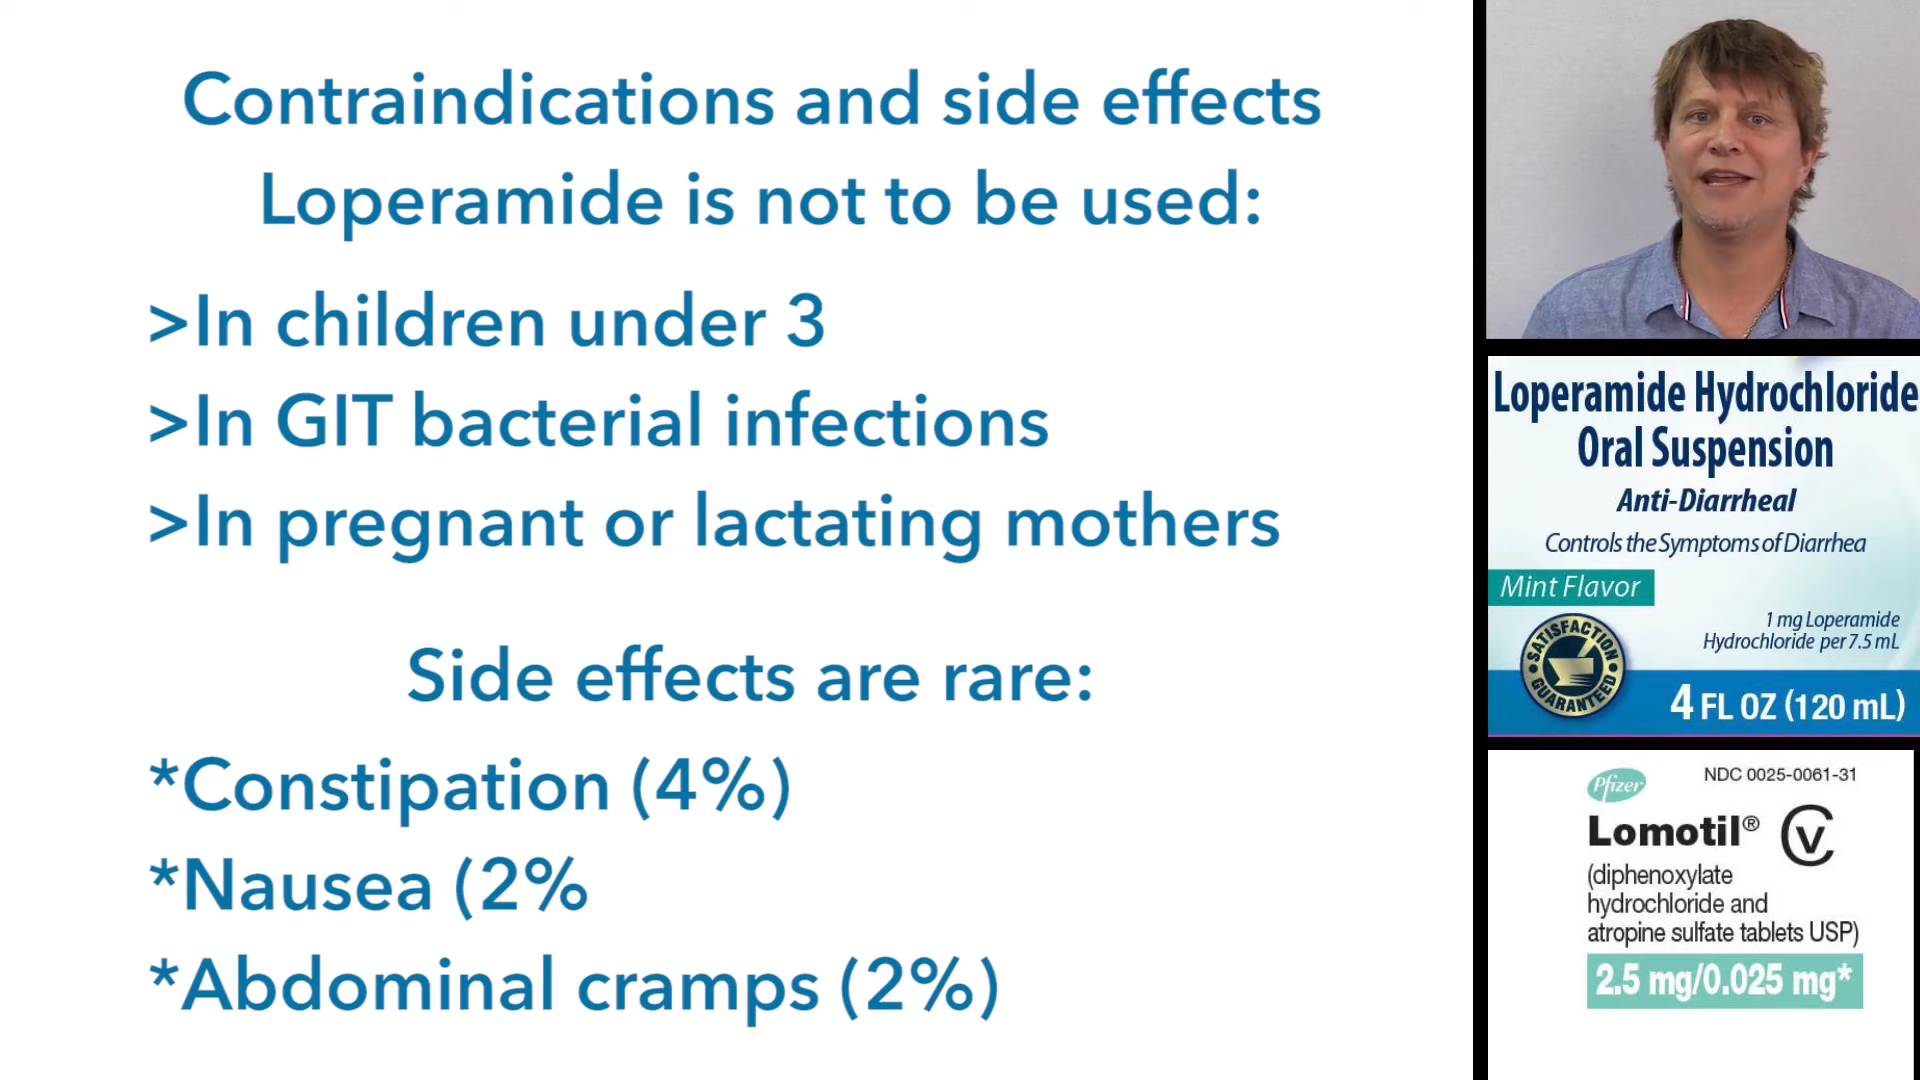 Contraindications and side effects
Loperamide is not to be used:
>In children under 3
>In GIT bacterial infections
>In pregnant or lactating mothers
Side effects are rare:
*Constipation (4%)
*Nausea (2%
*Abdominal cramps (2%)
Loperamide Hydrochloride
Oral Suspension
Anti-Diarrheal
Controls the Symptoms of Diarrhea
Mint Flavor
1 mg Loperamide
Hydrochloride per 7.5 mL
SATISFACTION
GUARANTEED
4 FL OZ (120 mL)
Pfizer
NDC 0025-0061-31
Lomotil® CV
(diphenoxylate
hydrochloride and
atropine sulfate tablets USP)
2.5 mg/0.025 mg*